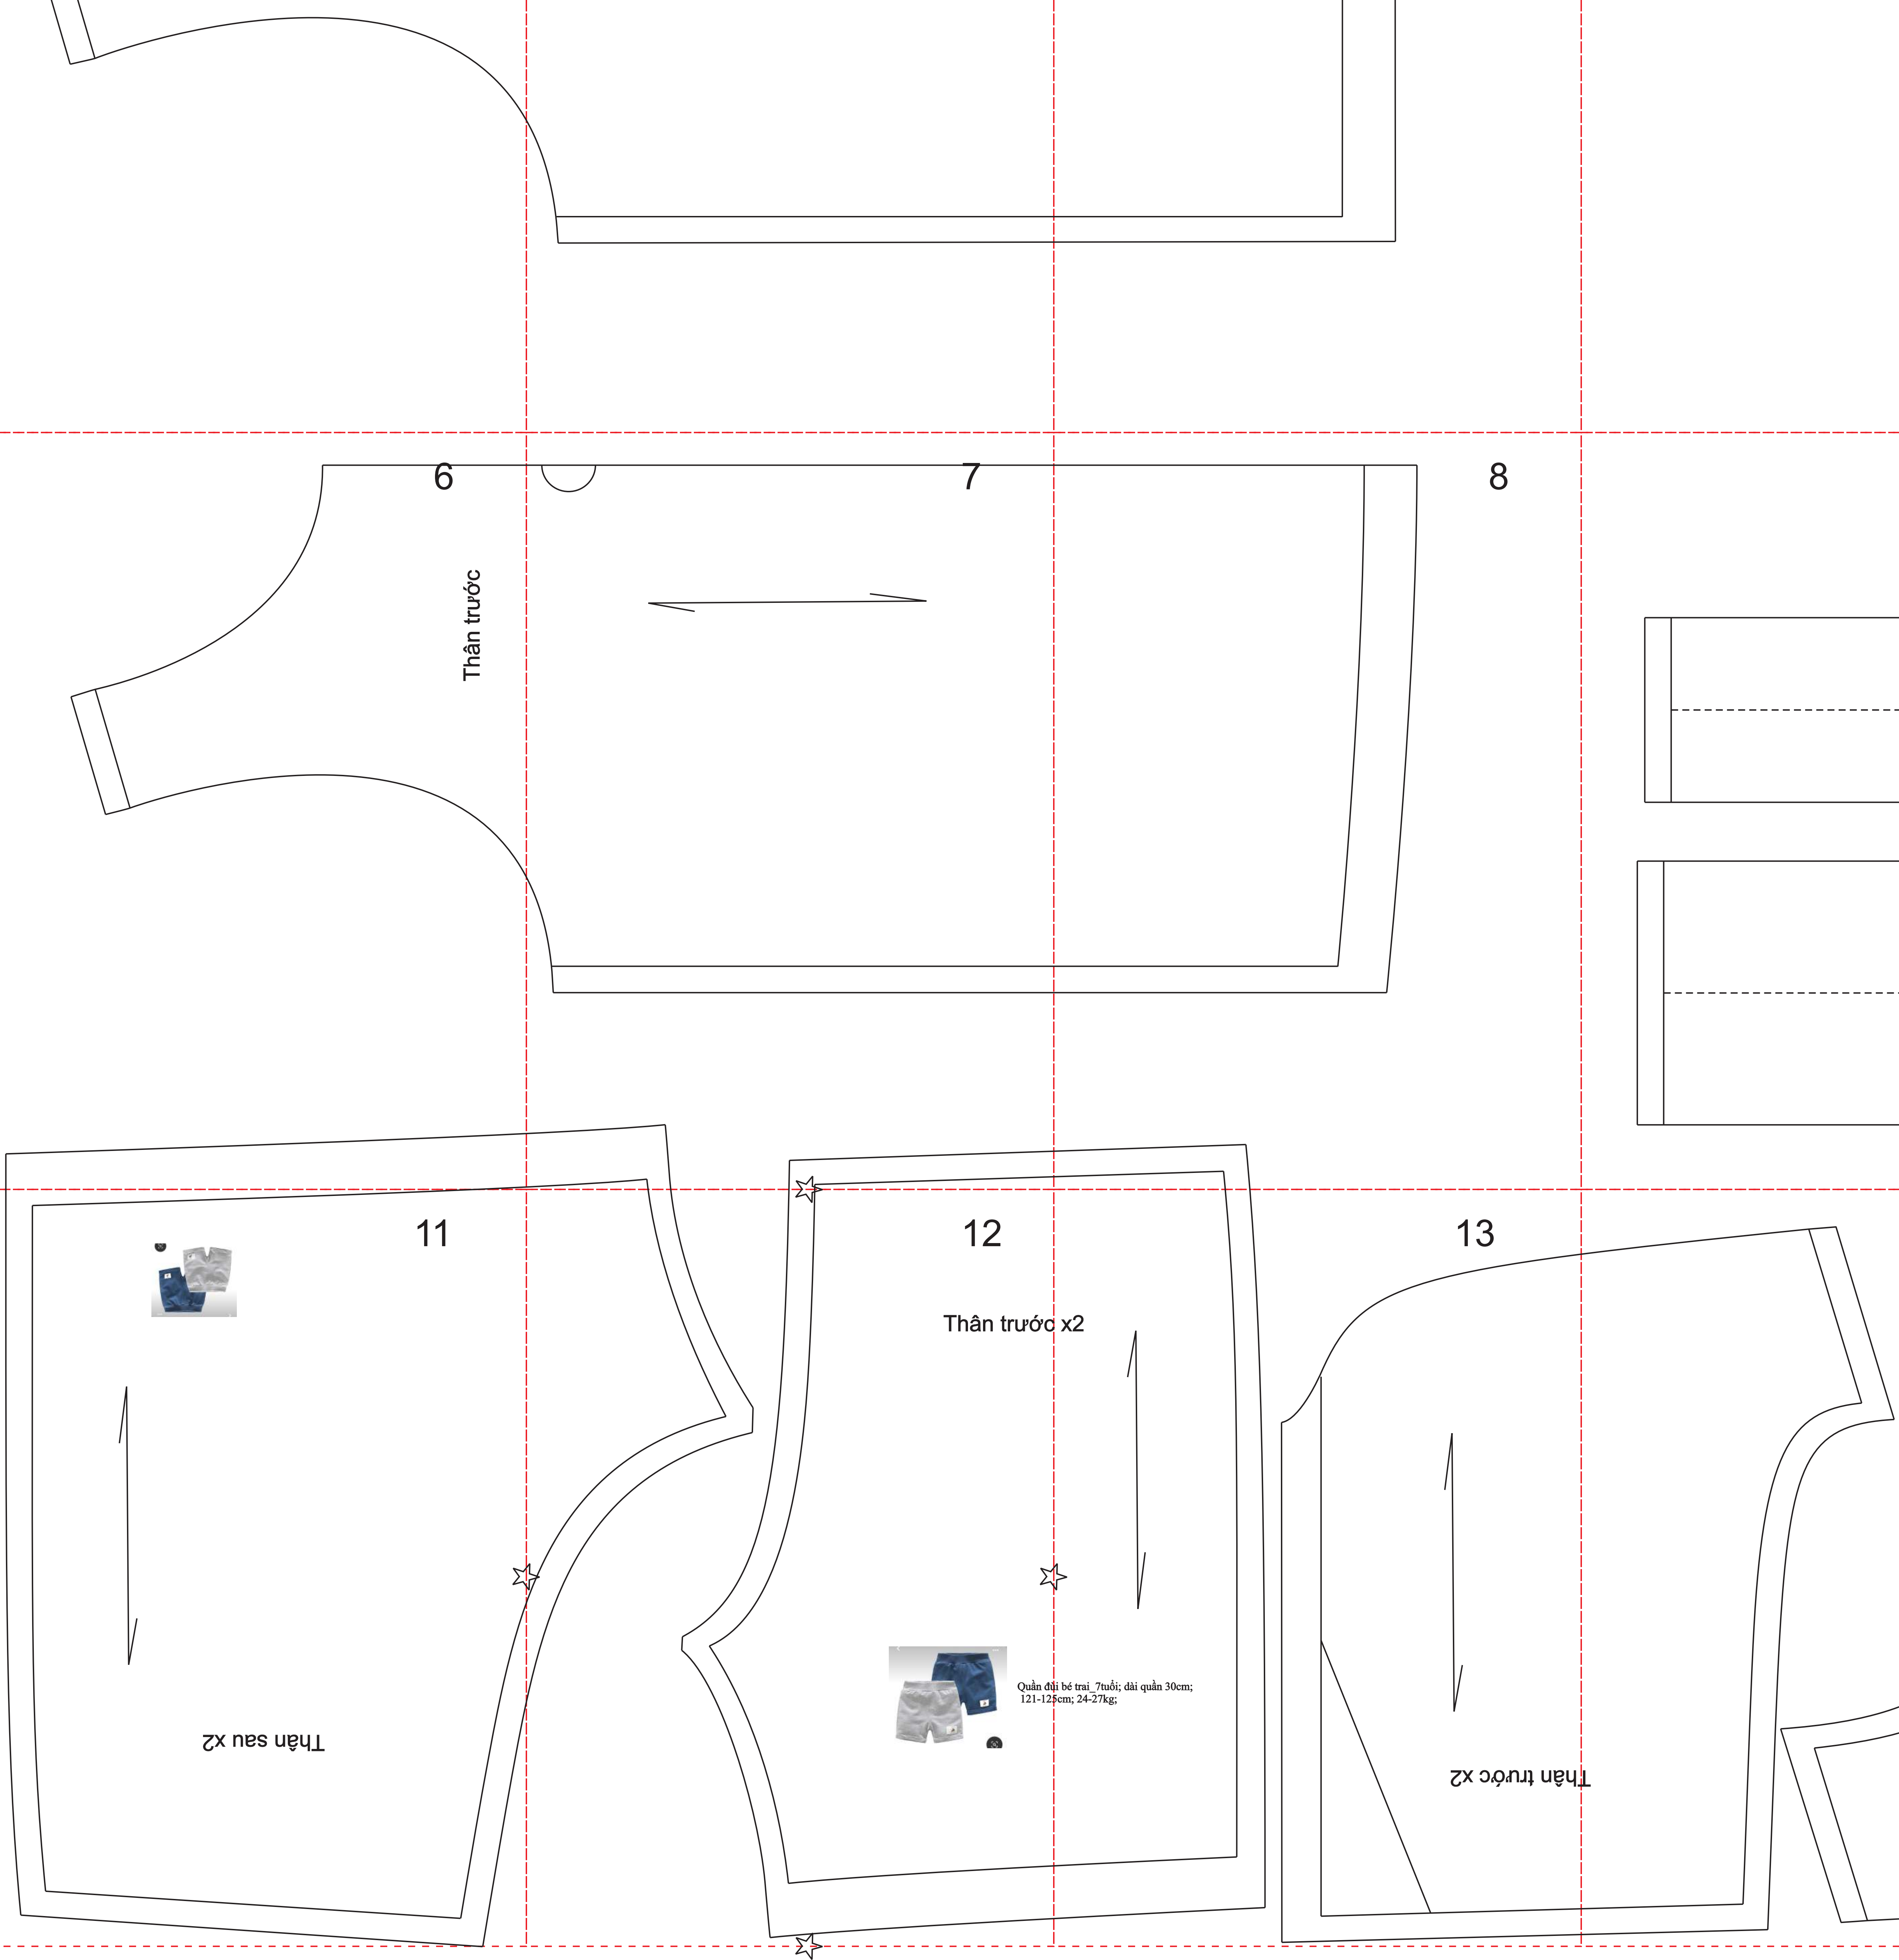 6
7
8
Thân trước
11
12
13
Thân trước x2
Quần đùi bé trai_7tuổi; dài quần 30cm;
121-125cm; 24-27kg;
Thân sau x2
Thân trước x2